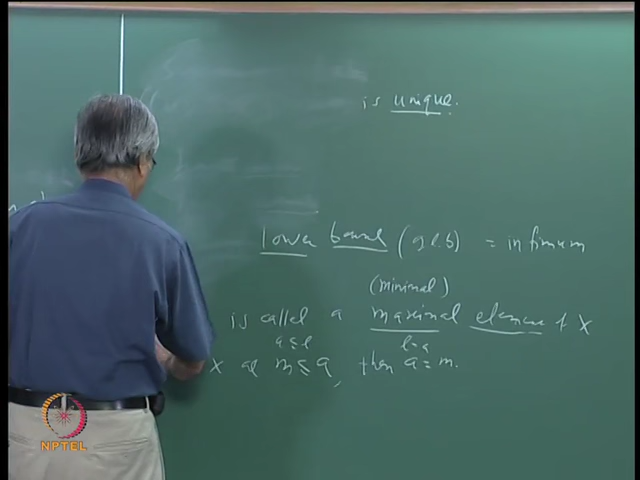 is unique.
lower bound (g.l.b) = infimum
(minimal)
is called a maximal element of X
a ≤ l
X
m ≤ a, then a = m.
NPTEL